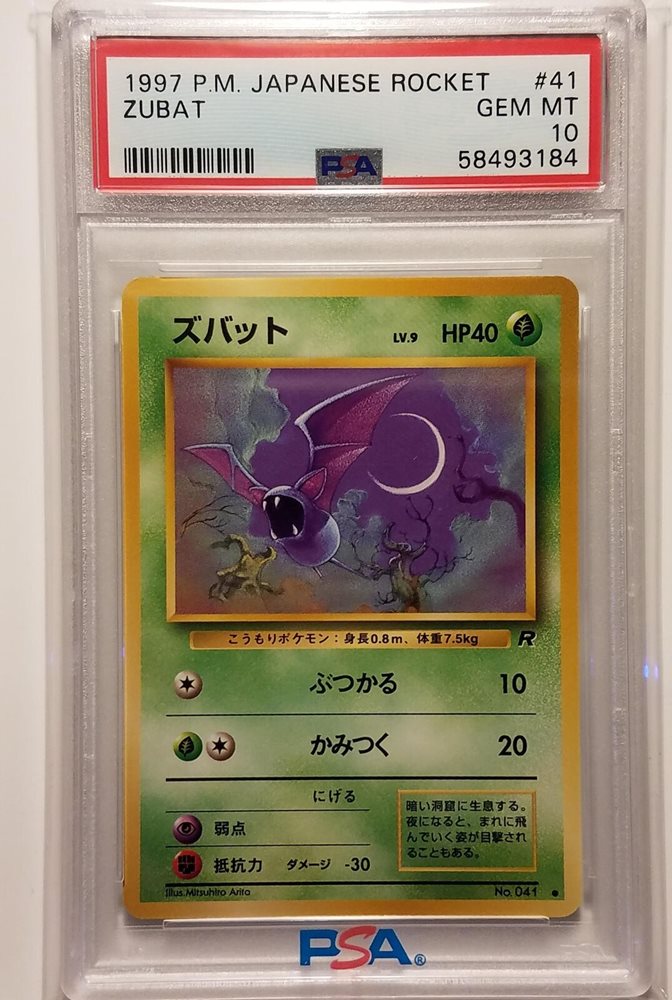 1997 P.M. JAPANESE ROCKET #41
ZUBAT GEM MT
10
PSA 58493184
ズバット LV.9 HP40
こうもりポケモン：身長0.8m、体重7.5kg R
ぶつかる 10
かみつく 20
にげる
弱点
抵抗力 ダメージ -30
暗い洞窟に生息する。
夜になると、まれに飛
んでいく姿が目撃され
ることもある。
Illus.Mitsuhiro Arita No.041
PSA®